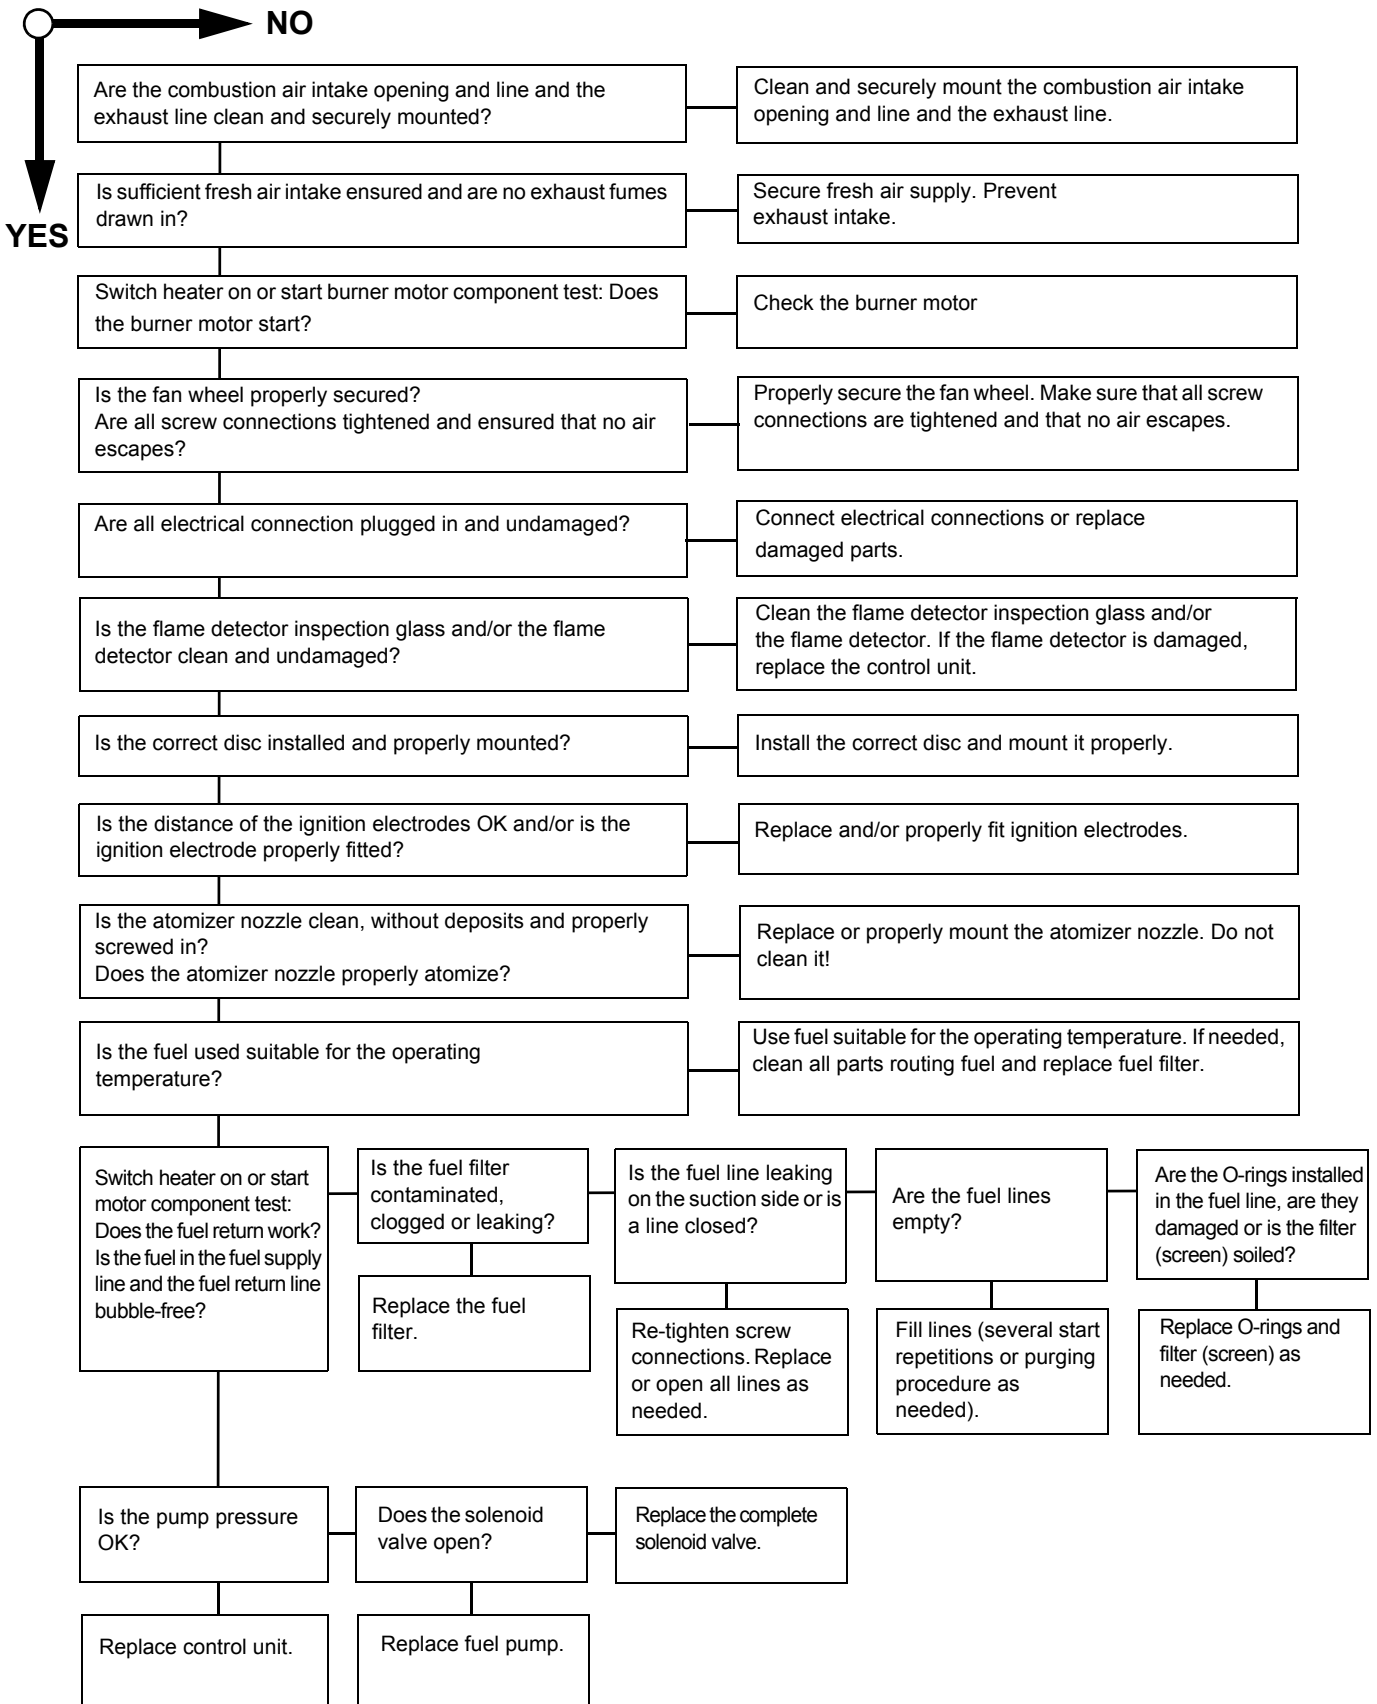 NO
YES
Are the combustion air intake opening and line and the
exhaust line clean and securely mounted?
Clean and securely mount the combustion air intake
opening and line and the exhaust line.
Is sufficient fresh air intake ensured and are no exhaust fumes
drawn in?
Secure fresh air supply. Prevent
exhaust intake.
Switch heater on or start burner motor component test: Does
the burner motor start?
Check the burner motor
Is the fan wheel properly secured?
Are all screw connections tightened and ensured that no air
escapes?
Properly secure the fan wheel. Make sure that all screw
connections are tightened and that no air escapes.
Are all electrical connection plugged in and undamaged?
Connect electrical connections or replace
damaged parts.
Is the flame detector inspection glass and/or the flame
detector clean and undamaged?
Clean the flame detector inspection glass and/or
the flame detector. If the flame detector is damaged,
replace the control unit.
Is the correct disc installed and properly mounted?
Install the correct disc and mount it properly.
Is the distance of the ignition electrodes OK and/or is the
ignition electrode properly fitted?
Replace and/or properly fit ignition electrodes.
Is the atomizer nozzle clean, without deposits and properly
screwed in?
Does the atomizer nozzle properly atomize?
Replace or properly mount the atomizer nozzle. Do not
clean it!
Is the fuel used suitable for the operating
temperature?
Use fuel suitable for the operating temperature. If needed,
clean all parts routing fuel and replace fuel filter.
Switch heater on or start
motor component test:
Does the fuel return work?
Is the fuel in the fuel supply
line and the fuel return line
bubble-free?
Is the fuel filter
contaminated,
clogged or leaking?
Replace the fuel
filter.
Is the fuel line leaking
on the suction side or is
a line closed?
Re-tighten screw
connections. Replace
or open all lines as
needed.
Are the fuel lines
empty?
Fill lines (several start
repetitions or purging
procedure as
needed).
Are the O-rings installed
in the fuel line, are they
damaged or is the filter
(screen) soiled?
Replace O-rings and
filter (screen) as
needed.
Is the pump pressure
OK?
Does the solenoid
valve open?
Replace the complete
solenoid valve.
Replace control unit.
Replace fuel pump.